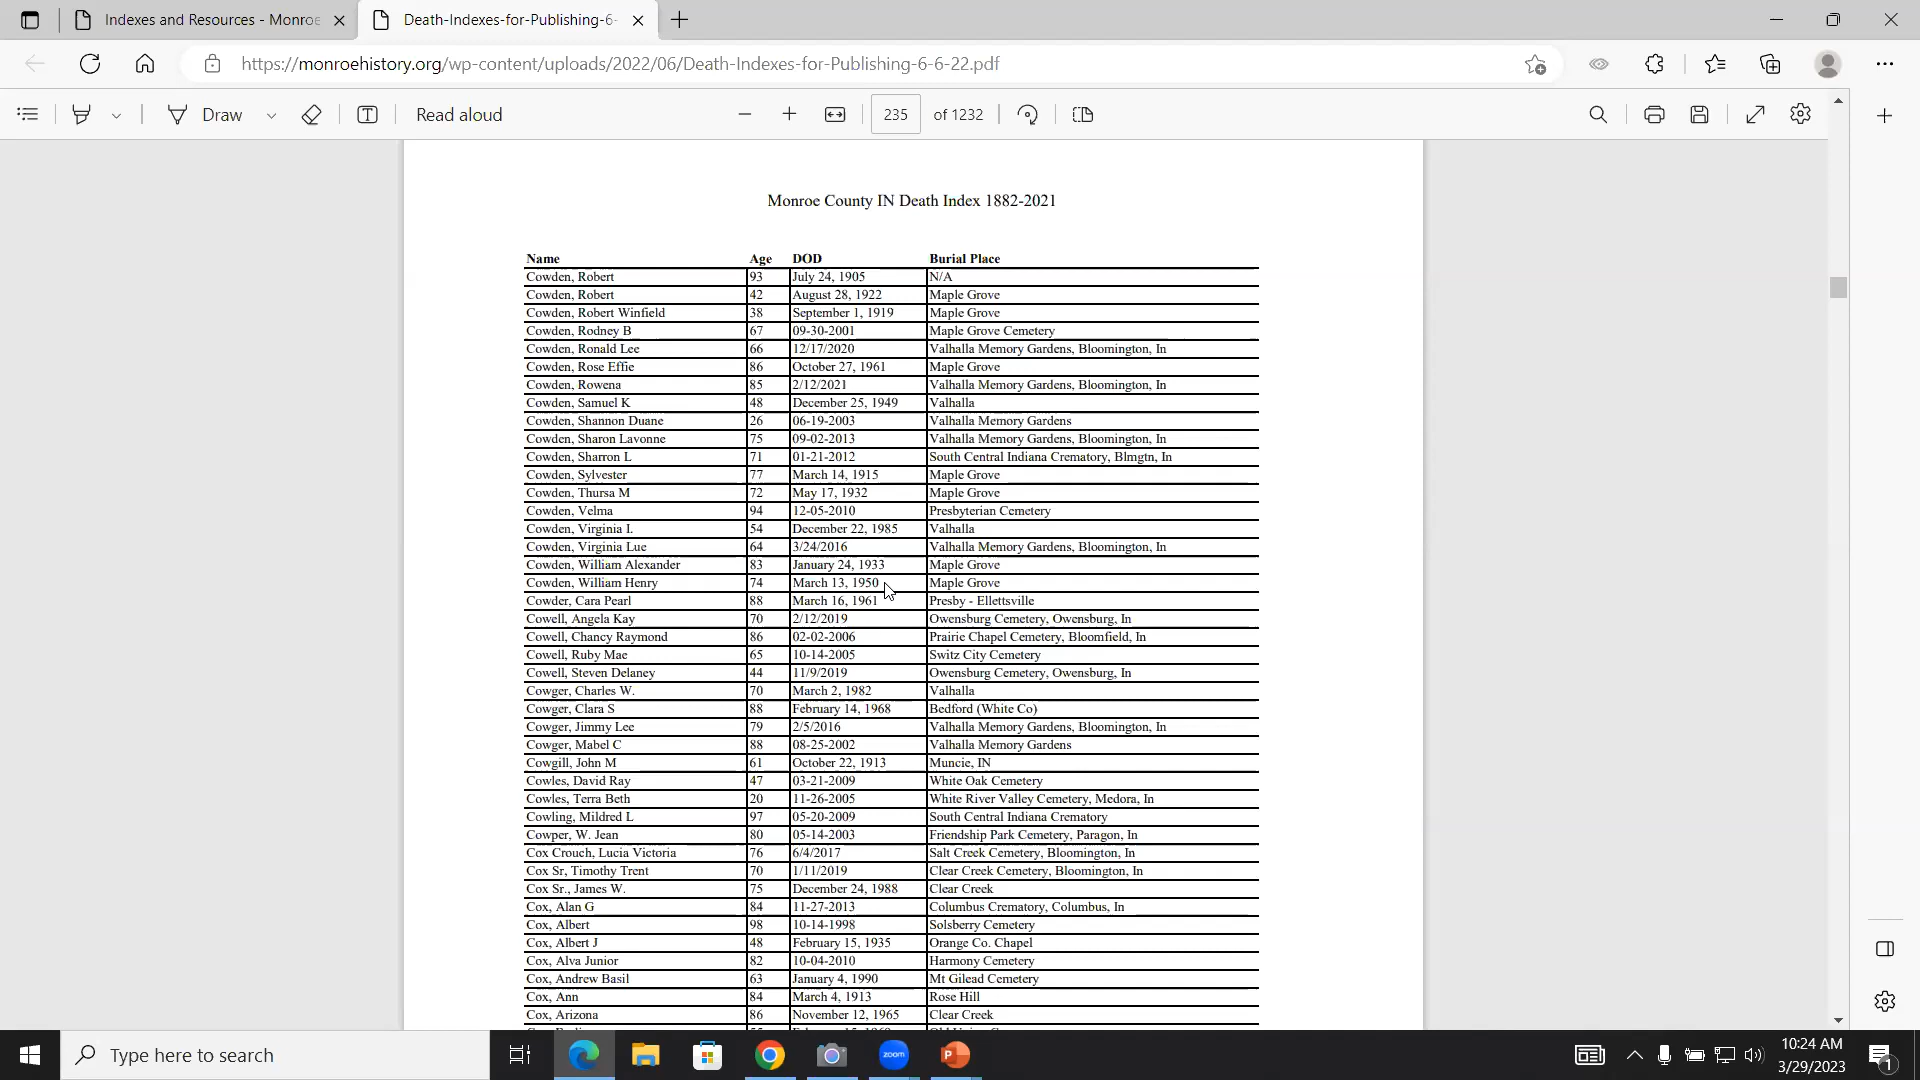 Indexes and Resources - Monroe
Death-Indexes-for-Publishing-6-
https://monroehistory.org/wp-content/uploads/2022/06/Death-Indexes-for-Publishing-6-6-22.pdf
Draw
Read aloud
235 of 1232
Monroe County IN Death Index 1882-2021
Name Age DOD Burial Place
Cowden, Robert 93 July 24, 1905 N/A
Cowden, Robert 42 August 28, 1922 Maple Grove
Cowden, Robert Winfield 38 September 1, 1919 Maple Grove
Cowden, Rodney B 67 09-30-2001 Maple Grove Cemetery
Cowden, Ronald Lee 66 12/17/2020 Valhalla Memory Gardens, Bloomington, In
Cowden, Rose Effie 86 October 27, 1961 Maple Grove
Cowden, Rowena 85 2/12/2021 Valhalla Memory Gardens, Bloomington, In
Cowden, Samuel K 48 December 25, 1949 Valhalla
Cowden, Shannon Duane 26 06-19-2003 Valhalla Memory Gardens
Cowden, Sharon Lavonne 75 09-02-2013 Valhalla Memory Gardens, Bloomington, In
Cowden, Sharron L 71 01-21-2012 South Central Indiana Crematory, Blmgtn, In
Cowden, Sylvester 77 March 14, 1915 Maple Grove
Cowden, Thursa M 72 May 17, 1932 Maple Grove
Cowden, Velma 94 12-05-2010 Presbyterian Cemetery
Cowden, Virginia 54 December 22, 1985 Valhalla
Cowden, Virginia Lue 64 3/24/2016 Valhalla Memory Gardens, Bloomington, In
Cowden, William Alexander 83 January 24, 1933 Maple Grove
Cowden, William Henry 74 March 13, 1950 Maple Grove
Cowder, Cara Pearl 88 March 16, 1961 Presby - Ellettsville
Cowell, Angela Kay 70 2/12/2019 Owensburg Cemetery, Owensburg, In
Cowell, Chancy Raymond 86 02-02-2006 Prairie Chapel Cemetery, Bloomfield, In
Cowell, Ruby Mae 65 10-14-2005 Switz City Cemetery
Cowell, Steven Delaney 44 11/9/2019 Owensburg Cemetery, Owensburg, In
Cowger, Charles W. 70 March 2, 1982 Valhalla
Cowger, Clara S 88 February 14, 1968 Bedford (White Co)
Cowger, Jimmy Lee 79 2/5/2016 Valhalla Memory Gardens, Bloomington, In
Cowger, Mabel C 88 08-25-2002 Valhalla Memory Gardens
Cowgill, John M 61 October 22, 1913 Muncie, IN
Cowles, David Ray 47 03-21-2009 White Oak Cemetery
Cowles, Terra Beth 20 11-26-2005 White River Valley Cemetery, Medora, In
Cowling, Mildred L 97 05-20-2009 South Central Indiana Crematory
Cowper, W. Jean 80 05-14-2003 Friendship Park Cemetery, Paragon, In
Cox Crouch, Lucia Victoria 76 6/4/2017 Salt Creek Cemetery, Bloomington, In
Cox Sr, Timothy Trent 70 1/11/2019 Clear Creek Cemetery, Bloomington, In
Cox Sr., James W. 75 December 24, 1988 Clear Creek
Cox, Alan G 84 11-27-2013 Columbus Crematory, Columbus, In
Cox, Albert 98 10-14-1998 Solsberry Cemetery
Cox, Albert J 48 February 15, 1935 Orange Co. Chapel
Cox, Alva Junior 82 10-04-2010 Harmony Cemetery
Cox, Andrew Basil 63 January 4, 1990 Mt Gilead Cemetery
Cox, Ann 84 March 4, 1913 Rose Hill
Cox, Arizona 86 November 12, 1965 Clear Creek
Type here to search
zoom
10:24 AM
3/29/2023
1